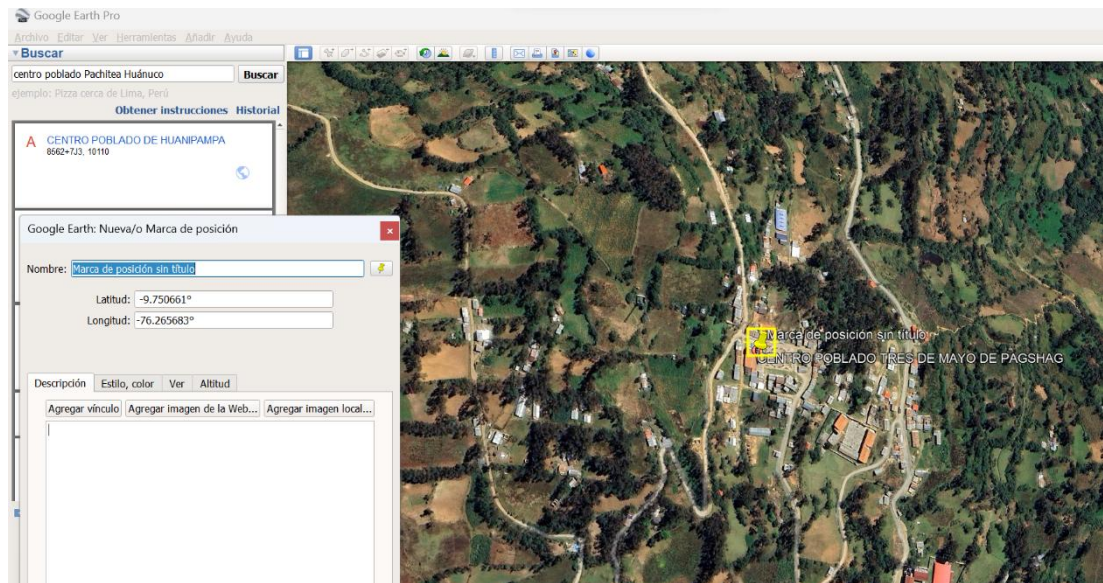 Google Earth Pro
Archivo Editar Ver Herramientas Añadir Ayuda
Buscar
centro poblado Pachitea Huánuco Buscar
ejemplo: Pizza cerca de Lima, Perú
Obtener instrucciones Historial
A CENTRO POBLADO DE HUANIPAMPA
8562+7J3, 10110
Google Earth: Nueva/o Marca de posición
Nombre: Marca de posición sin título
Latitud: -9.750661°
Longitud: -76.265683°
Descripción Estilo, color Ver Altitud
Agregar vínculo Agregar imagen de la Web... Agregar imagen local...
Marca de posición sin título
CENTRO POBLADO TRES DE MAYO DE PAGSHAG